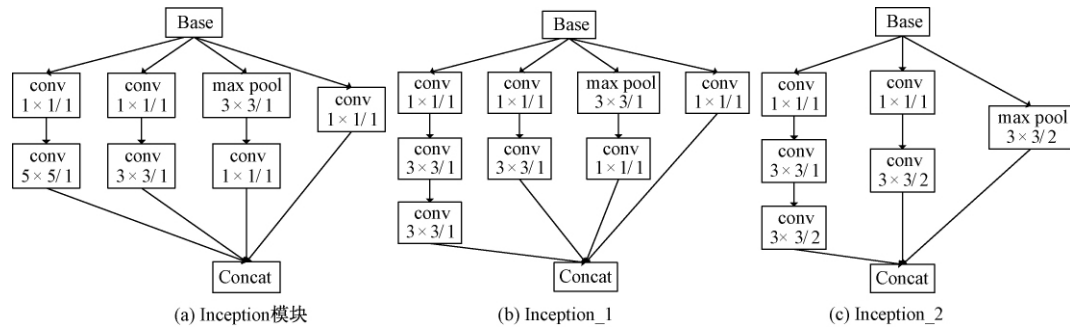 Base
conv
1 × 1/1
conv
1 × 1/1
max pool
3 × 3/1
conv
1 × 1/1
conv
5 × 5/1
conv
3 × 3/1
conv
1 × 1/1
Concat
(a) Inception模块
Base
conv
1 × 1/1
conv
1 × 1/1
max pool
3 × 3/1
conv
1 × 1/1
conv
3 × 3/1
conv
3 × 3/1
conv
1 × 1/1
conv
3 × 3/1
Concat
(b) Inception_1
Base
conv
1 × 1/1
conv
1 × 1/1
max pool
3 × 3/2
conv
3 × 3/1
conv
3 × 3/2
conv
3 × 3/2
Concat
(c) Inception_2